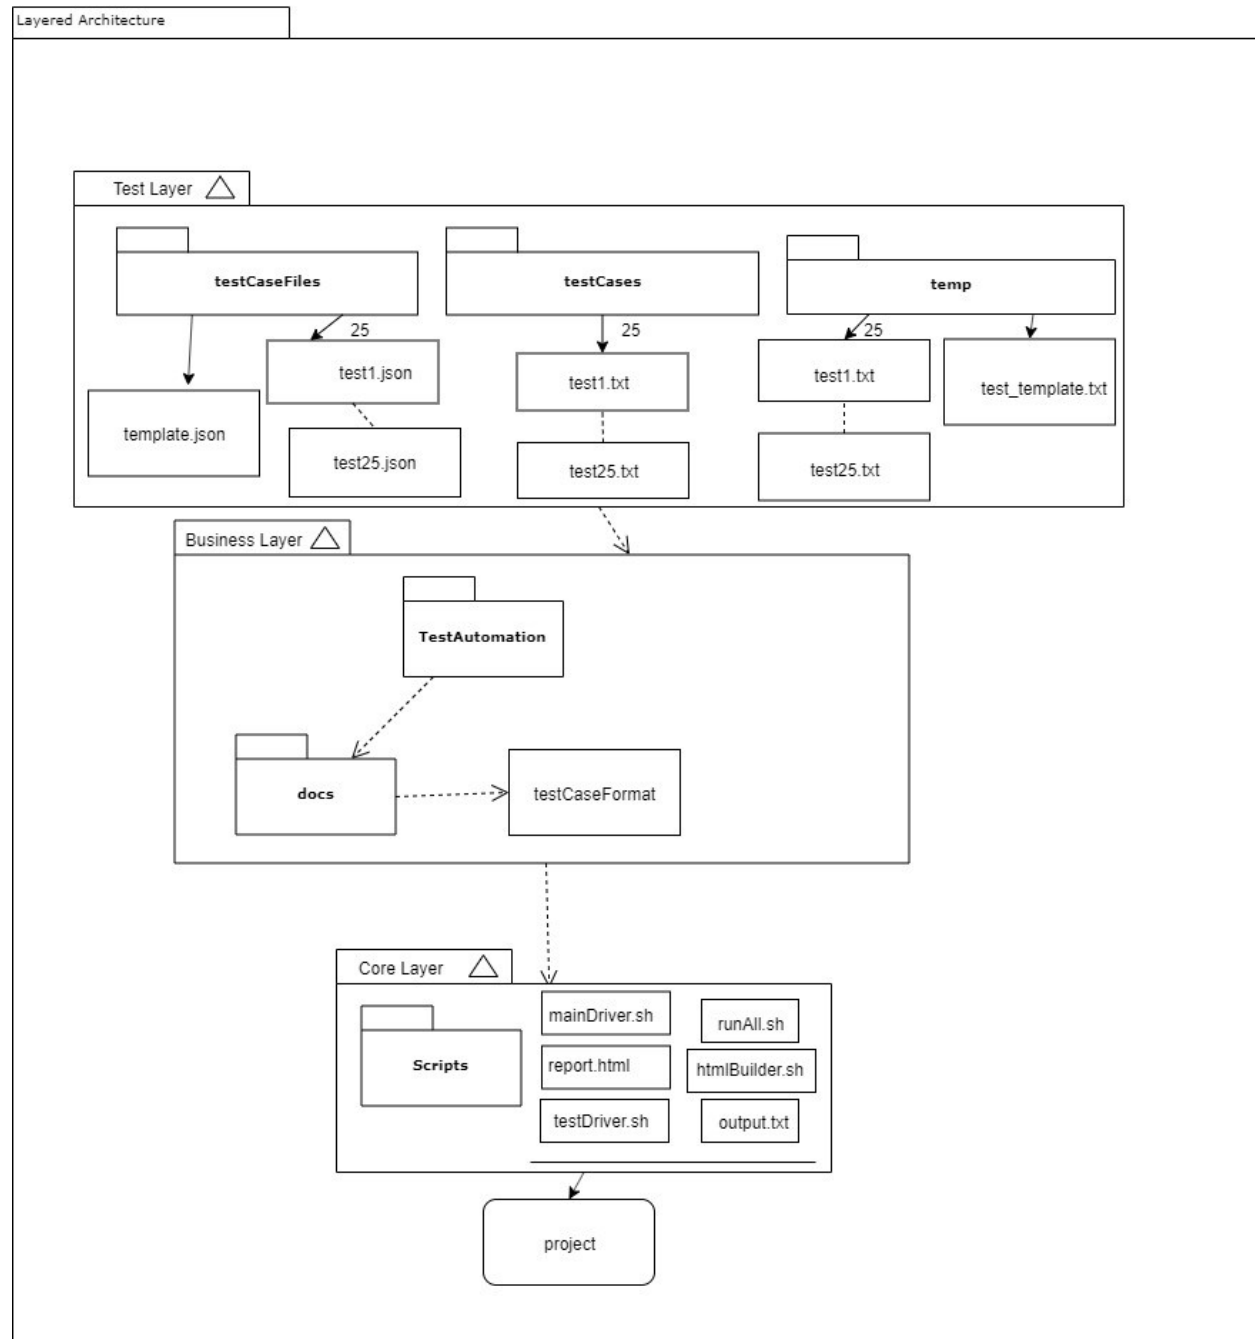 Layered Architecture
Test Layer
testCaseFiles
testCases
temp
25
25
25
test1.json
test1.txt
test1.txt
test_template.txt
template.json
test25.json
test25.txt
test25.txt
Business Layer
TestAutomation
docs
testCaseFormat
Core Layer
Scripts
mainDriver.sh
runAll.sh
report.html
htmlBuilder.sh
testDriver.sh
output.txt
project